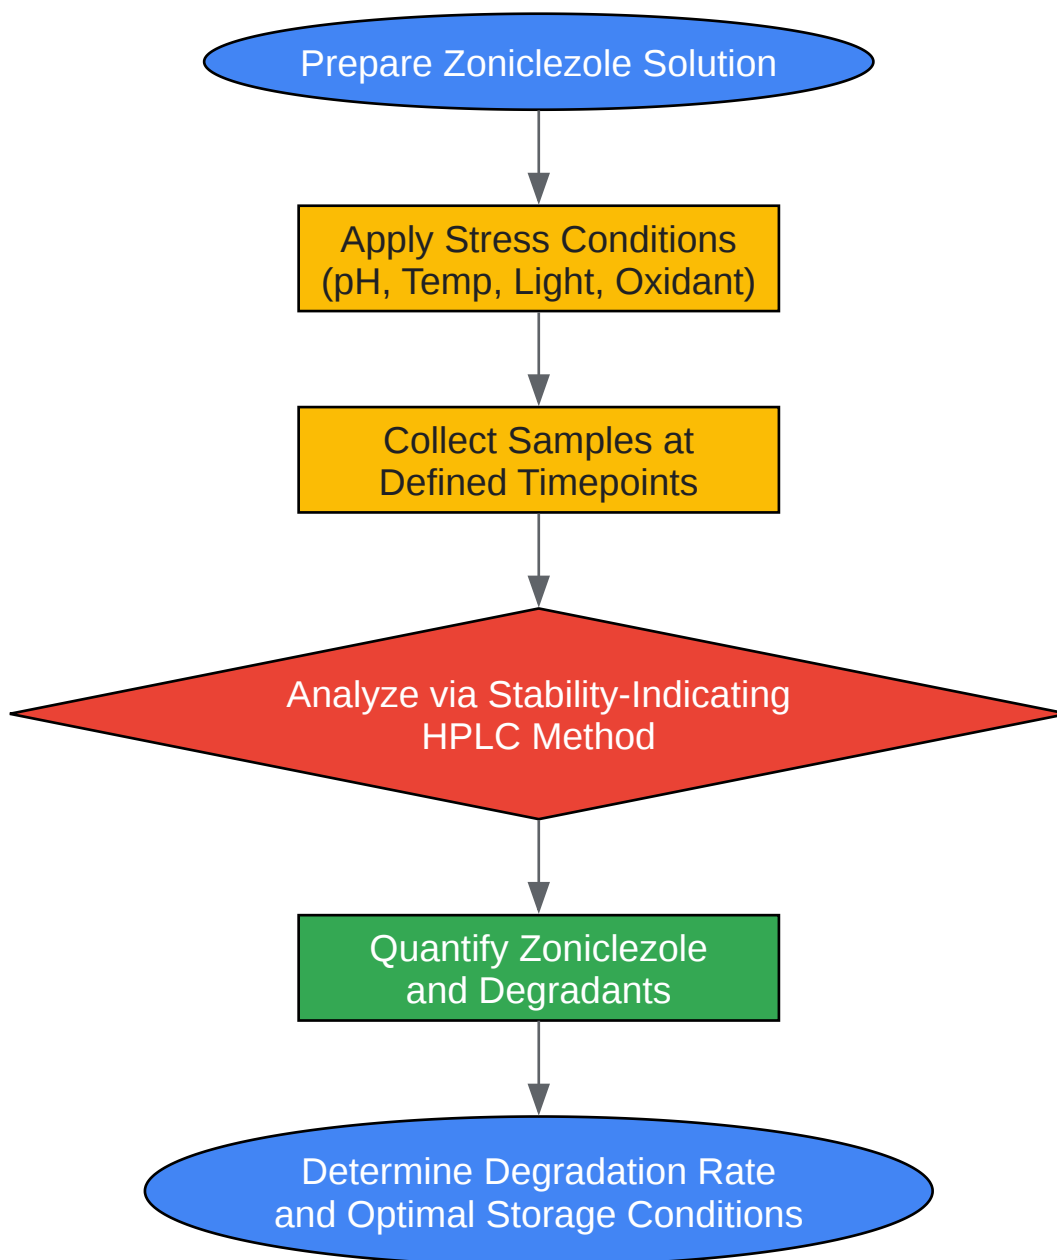 Prepare Zoniclezole Solution
Apply Stress Conditions
(pH, Temp, Light, Oxidant)
Collect Samples at
Defined Timepoints
Analyze via Stability-Indicating
HPLC Method
Quantify Zoniclezole
and Degradants
Determine Degradation Rate
and Optimal Storage Conditions